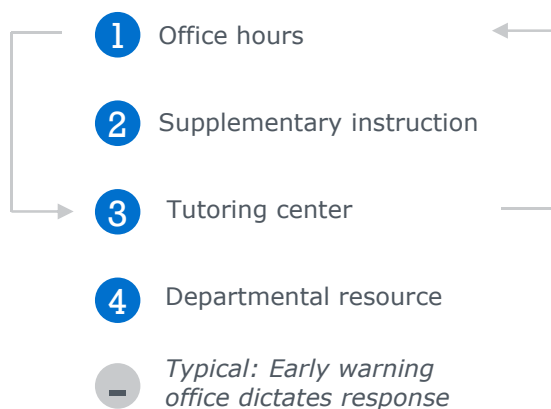 1 Office hours
2 Supplementary instruction
3 Tutoring center
4 Departmental resource
- Typical: Early warning
office dictates response